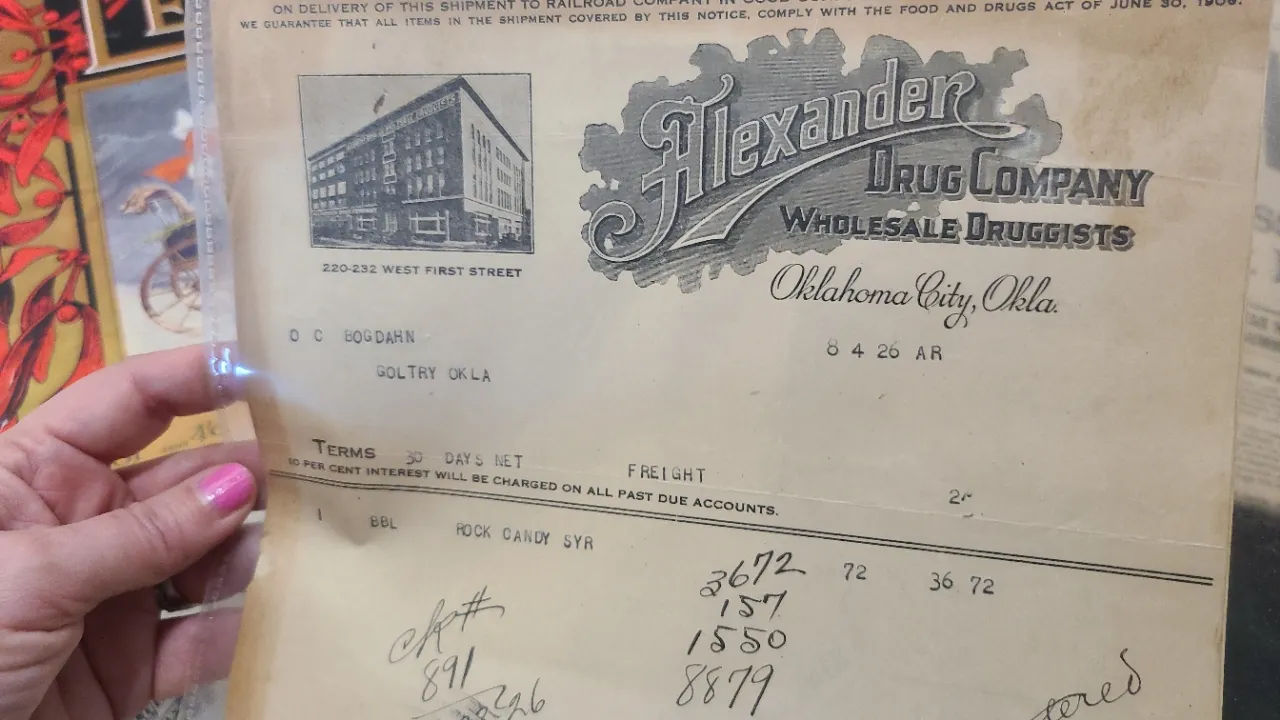 ON DELIVERY OF THIS SHIPMENT TO RAILROAD COMPANY IN GOOD
WE GUARANTEE THAT ALL ITEMS IN THE SHIPMENT COVERED BY THIS NOTICE, COMPLY WITH THE FOOD AND DRUGS ACT OF JUNE 30, 1906.
Alexander
DRUG COMPANY
WHOLESALE DRUGGISTS
220-232 WEST FIRST STREET
Oklahoma City, Okla.
O C BOGDAHN
8 4 26 AR
GOLTRY OKLA
TERMS 30 DAYS NET
FREIGHT
10 PER CENT INTEREST WILL BE CHARGED ON ALL PAST DUE ACCOUNTS.
1 BBL ROCK CANDY SYR
3672 72 36 72
157
ck#
1550
891
8879